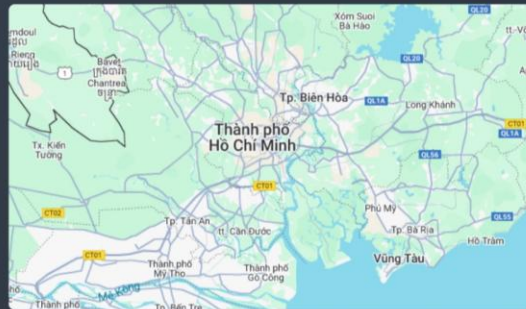 Xóm Suoi
Bà Hào
QL20
QL20
Bavet
Chantrea
1
Tp. Biên Hòa
QL1A
Long Khánh
CT01
QL1A
Thành phố
Hồ Chí Minh
Tx. Kiến
Tường
QL56
CT01
CT02
Phú Mỹ
QL55
Tp. Tân An
tt. Cần Đước
Tp. Bà Rịa
Hồ Tràm
CT01
Vũng Tàu
Thành phố
Mỹ Tho
Thành phố
Gò Công
Mê Kông
Thành phố
Tp. Bến Tre